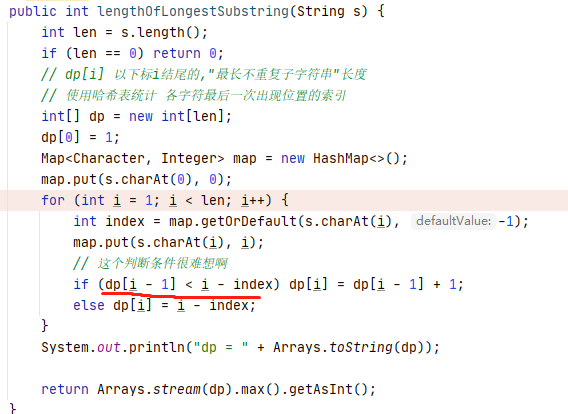 public int lengthOfLongestSubstring(String s) {
    int len = s.length();
    if (len == 0) return 0;
    // dp[i] 以下标i结尾的,"最长不重复子字符串"长度
    // 使用哈希表统计 各字符最后一次出现位置的索引
    int[] dp = new int[len];
    dp[0] = 1;
    Map<Character, Integer> map = new HashMap<>();
    map.put(s.charAt(0), 0);
    for (int i = 1; i < len; i++) {
        int index = map.getOrDefault(s.charAt(i), defaultValue: -1);
        map.put(s.charAt(i), i);
        // 这个判断条件很难想啊
        if (dp[i - 1] < i - index) dp[i] = dp[i - 1] + 1;
        else dp[i] = i - index;
    }
    System.out.println("dp = " + Arrays.toString(dp));

    return Arrays.stream(dp).max().getAsInt();
}